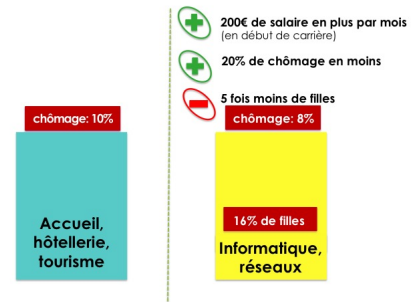 200€ de salaire en plus par mois
(en début de carrière)
20% de chômage en moins
5 fois moins de filles
chômage: 10%
chômage: 8%
Accueil,
hôtellerie,
tourisme
16% de filles
Informatique,
réseaux